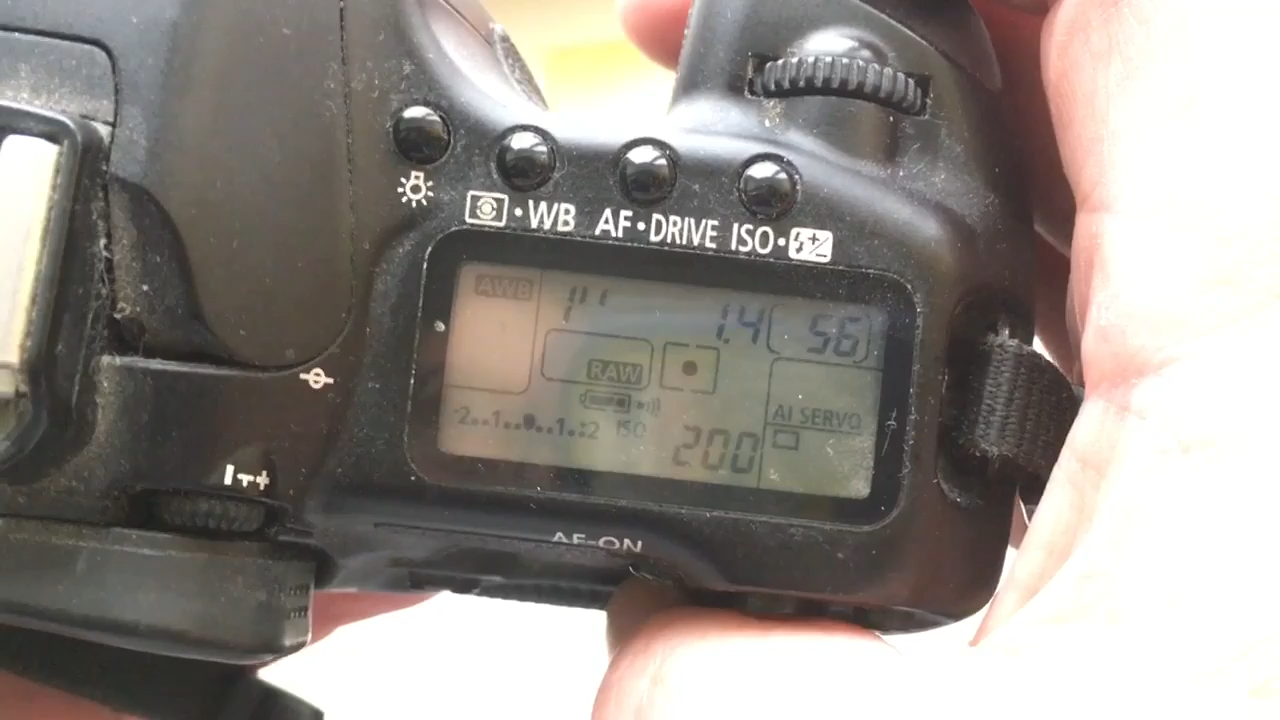 WB AF•DRIVE ISO•
AWB 1" 1.4 56
RAW
-2..1..0..1.:2 ISO 200
AI SERVO
AF-ON